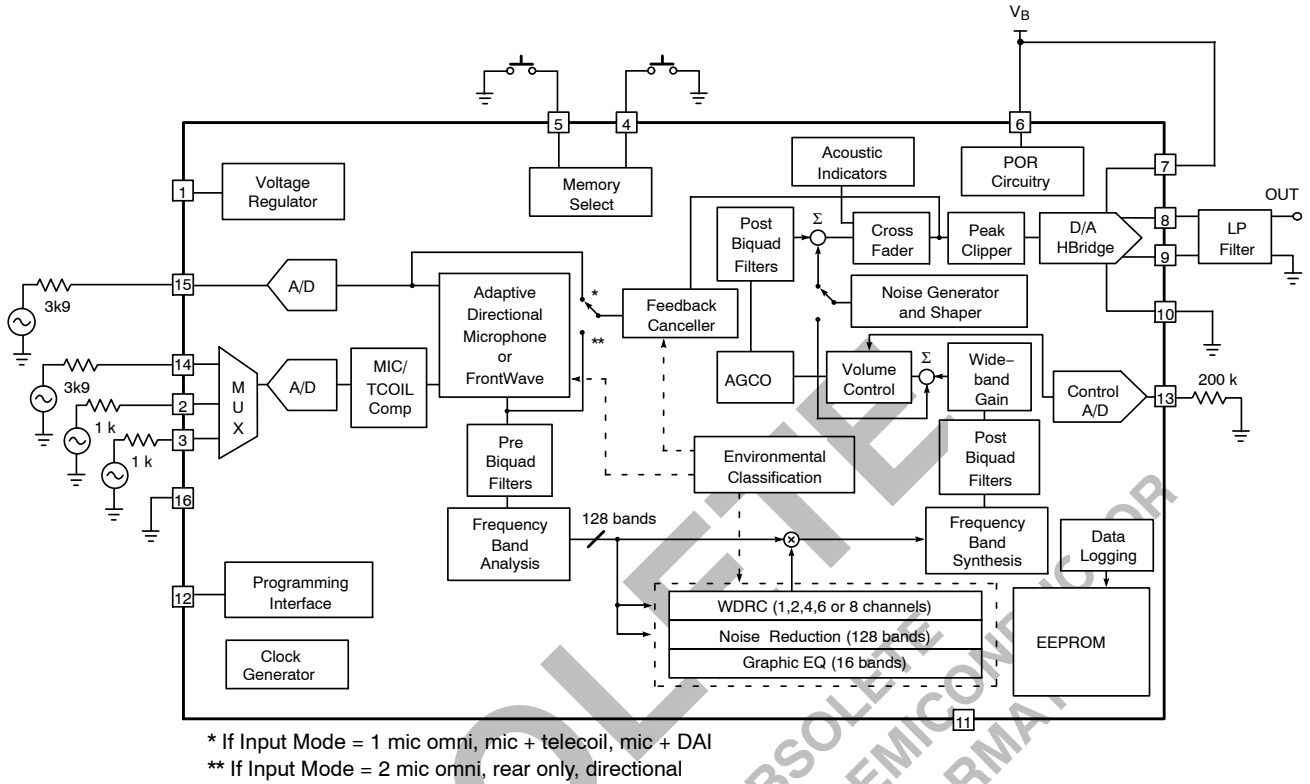 V_B
5
4
6
Acoustic
Indicators
POR
Circuitry
7
1
Voltage
Regulator
Memory
Select
OUT
Post
Biquad
Filters
Σ
Cross
Fader
Peak
Clipper
D/A
HBridge
8
9
LP
Filter
15
A/D
3k9
Adaptive
Directional
Microphone
or
FrontWave
*
**
Feedback
Canceller
Noise Generator
and Shaper
10
14
3k9
2
1 k
3
1 k
MUX
A/D
MIC/
TCOIL
Comp
AGCO
Volume
Control
Σ
Wide–
band
Gain
Control
A/D
13
200 k
16
Pre
Biquad
Filters
Environmental
Classification
Post
Biquad
Filters
Frequency
Band
Analysis
128 bands
Frequency
Band
Synthesis
Data
Logging
12
Programming
Interface
WDRC (1,2,4,6 or 8 channels)
Noise Reduction (128 bands)
Graphic EQ (16 bands)
EEPROM
Clock
Generator
11
* If Input Mode = 1 mic omni, mic + telecoil, mic + DAI
** If Input Mode = 2 mic omni, rear only, directional
OBSOLETE